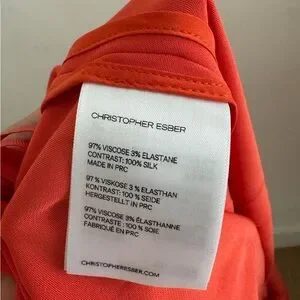 CHRISTOPHER ESBER
97% VISCOSE 3% ELASTANE
CONTRAST: 100% SILK
MADE IN PRC
97 % VISKOSE 3 % ELASTHAN
KONTRAST: 100 % SEIDE
HERGESTELLT IN PRC
97% VISCOSE 3% ÉLASTHANNE
CONTRASTE : 100 % SOIE
FABRIQUÉ EN PRC
CHRISTOPHERESBER.COM